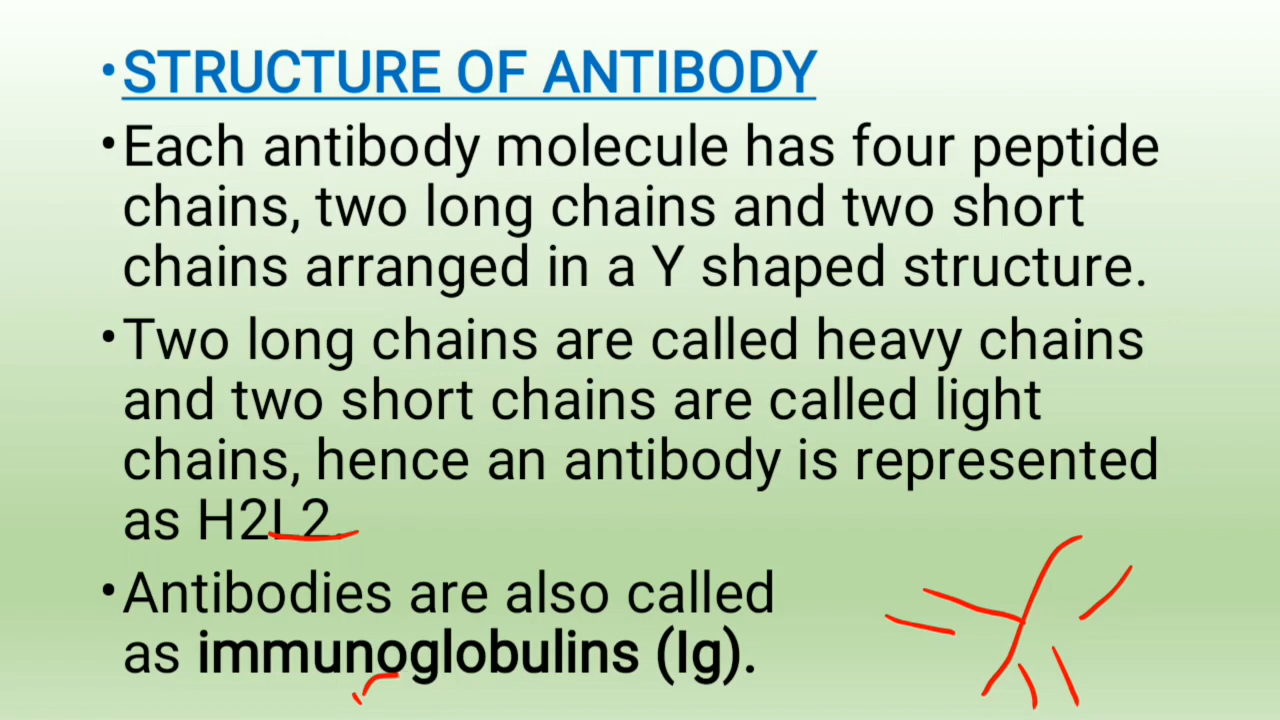 •STRUCTURE OF ANTIBODY
•Each antibody molecule has four peptide
chains, two long chains and two short
chains arranged in a Y shaped structure.
•Two long chains are called heavy chains
and two short chains are called light
chains, hence an antibody is represented
as H2L2.
•Antibodies are also called
as immunoglobulins (Ig).